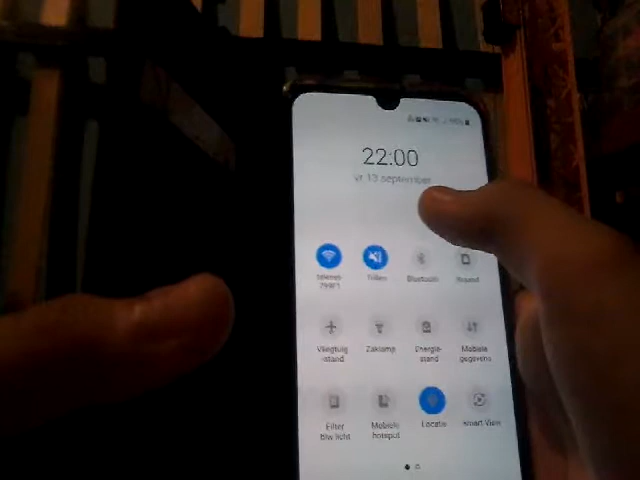 22:00
vr 13 september
Trillen
Bluetooth
Vliegtuig-
stand
Zaklamp
Energie-
stand
Mobiele
gegevens
Filter
blw licht
Mobiele
hotspot
Locatie
Smart View